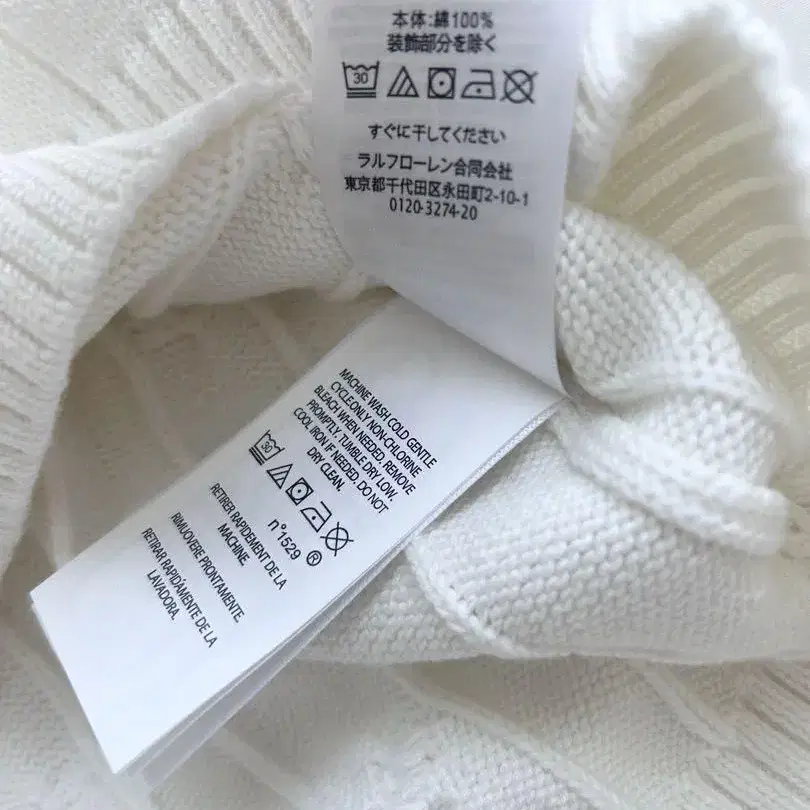 本体:綿100%
装飾部分を除く
30
すぐに干してください
ラルフローレン合同会社
東京都千代田区永田町2-10-1
0120-3274-20
MACHINE WASH COLD GENTLE
CYCLE.ONLY NON-CHLORINE
BLEACH WHEN NEEDED. REMOVE
PROMPTLY. TUMBLE DRY LOW.
COOL IRON IF NEEDED. DO NOT
DRY CLEAN.
30
n°1529 ®
RETIRER RAPIDEMENT DE LA
MACHINE.
RIMUOVERE PRONTAMENTE.
RETIRAR RAPIDAMENTE DE LA
LAVADORA.